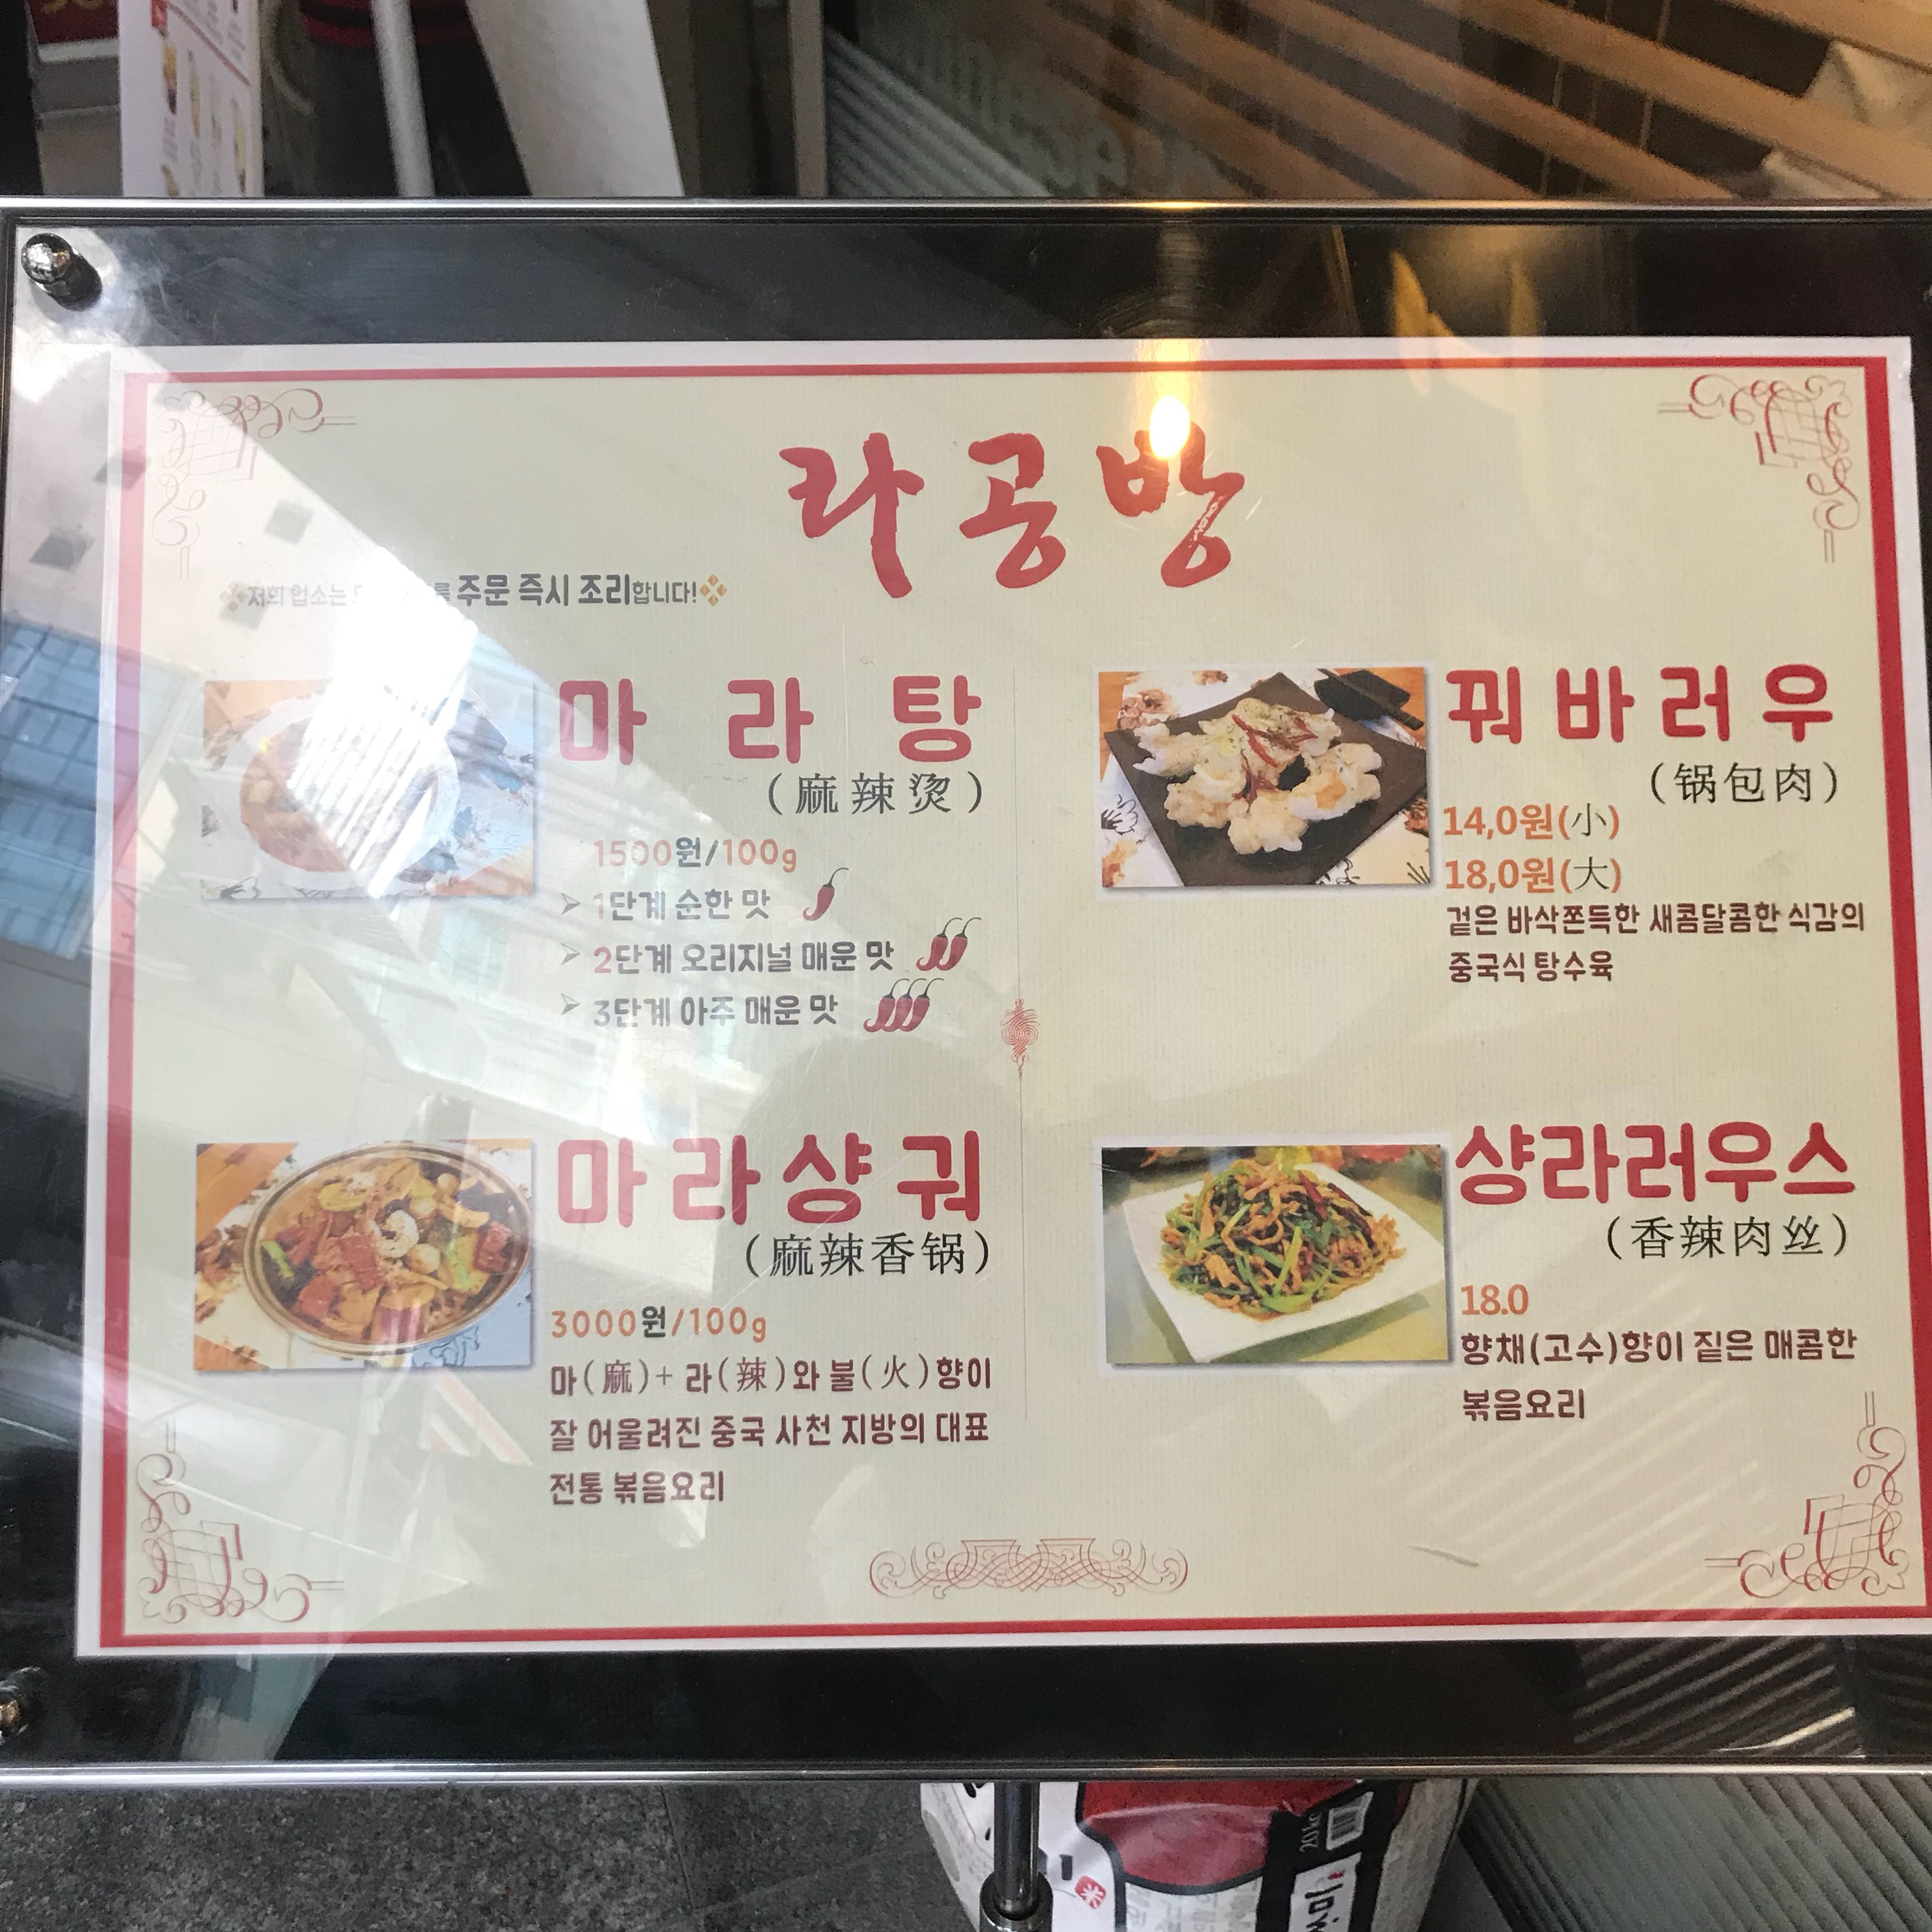 라공방
저희 업소는 를 주문 즉시 조리합니다!
마라탕
(麻辣烫)
1500원/100g
1단계 순한 맛
2단계 오리지널 매운 맛
3단계 아주 매운 맛
꿔바러우
(锅包肉)
14,0원(小)
18,0원(大)
겉은 바삭쫀득한 새콤달콤한 식감의
중국식 탕수육
마라샹궈
(麻辣香锅)
3000원/100g
마(麻)+ 라(辣)와 불(火)향이
잘 어울려진 중국 사천 지방의 대표
전통 볶음요리
샹라러우스
(香辣肉丝)
18.0
향채(고수)향이 짙은 매콤한
볶음요리
20kg